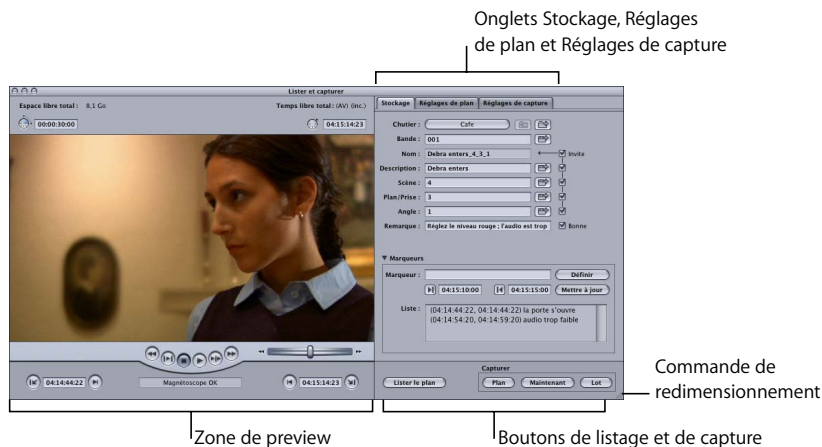 Onglets Stockage, Réglages
de plan et Réglages de capture
Lister et capturer
Espace libre total : 8,1 Go
Temps libre total: (AV) (inc.)
00:00:30:00
04:15:14:23
Stockage
Réglages de plan
Réglages de capture
Chutier : Cafe
Bande : 001
Nom : Debra enters_4_3_1
Invite
Description : Debra enters
Scène : 4
Plan/Prise : 3
Angle : 1
Remarque : Réglez le niveau rouge ; l'audio est trop
Bonne
Marqueurs
Marqueur :
Définir
04:15:10:00
04:15:15:00
Mettre à jour
Liste : (04:14:44:22, 04:14:44:22) la porte s'ouvre
(04:14:54:20, 04:14:59:20) audio trop faible
04:14:44:22
Magnétoscope OK
04:15:14:23
Capturer
Lister le plan
Plan
Maintenant
Lot
Commande de
redimensionnement
Zone de preview
Boutons de listage et de capture